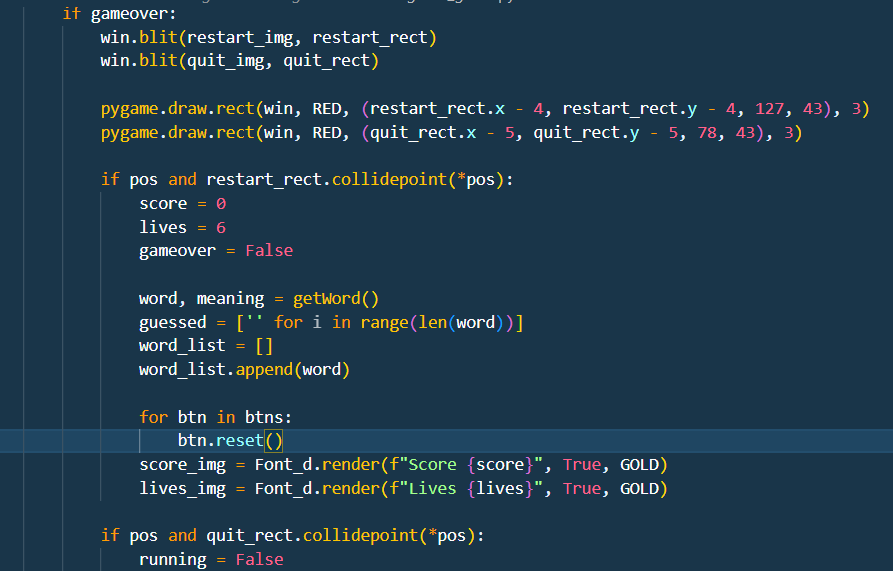 if gameover:
win.blit(restart_img, restart_rect)
win.blit(quit_img, quit_rect)
pygame.draw.rect(win, RED, (restart_rect.x - 4, restart_rect.y - 4, 127, 43), 3)
pygame.draw.rect(win, RED, (quit_rect.x - 5, quit_rect.y - 5, 78, 43), 3)
if pos and restart_rect.collidepoint(*pos):
score = 0
lives = 6
gameover = False
word, meaning = getWord()
guessed = ['' for i in range(len(word))]
word_list = []
word_list.append(word)
for btn in btns:
btn.reset()
score_img = Font_d.render(f"Score {score}", True, GOLD)
lives_img = Font_d.render(f"Lives {lives}", True, GOLD)
if pos and quit_rect.collidepoint(*pos):
running = False